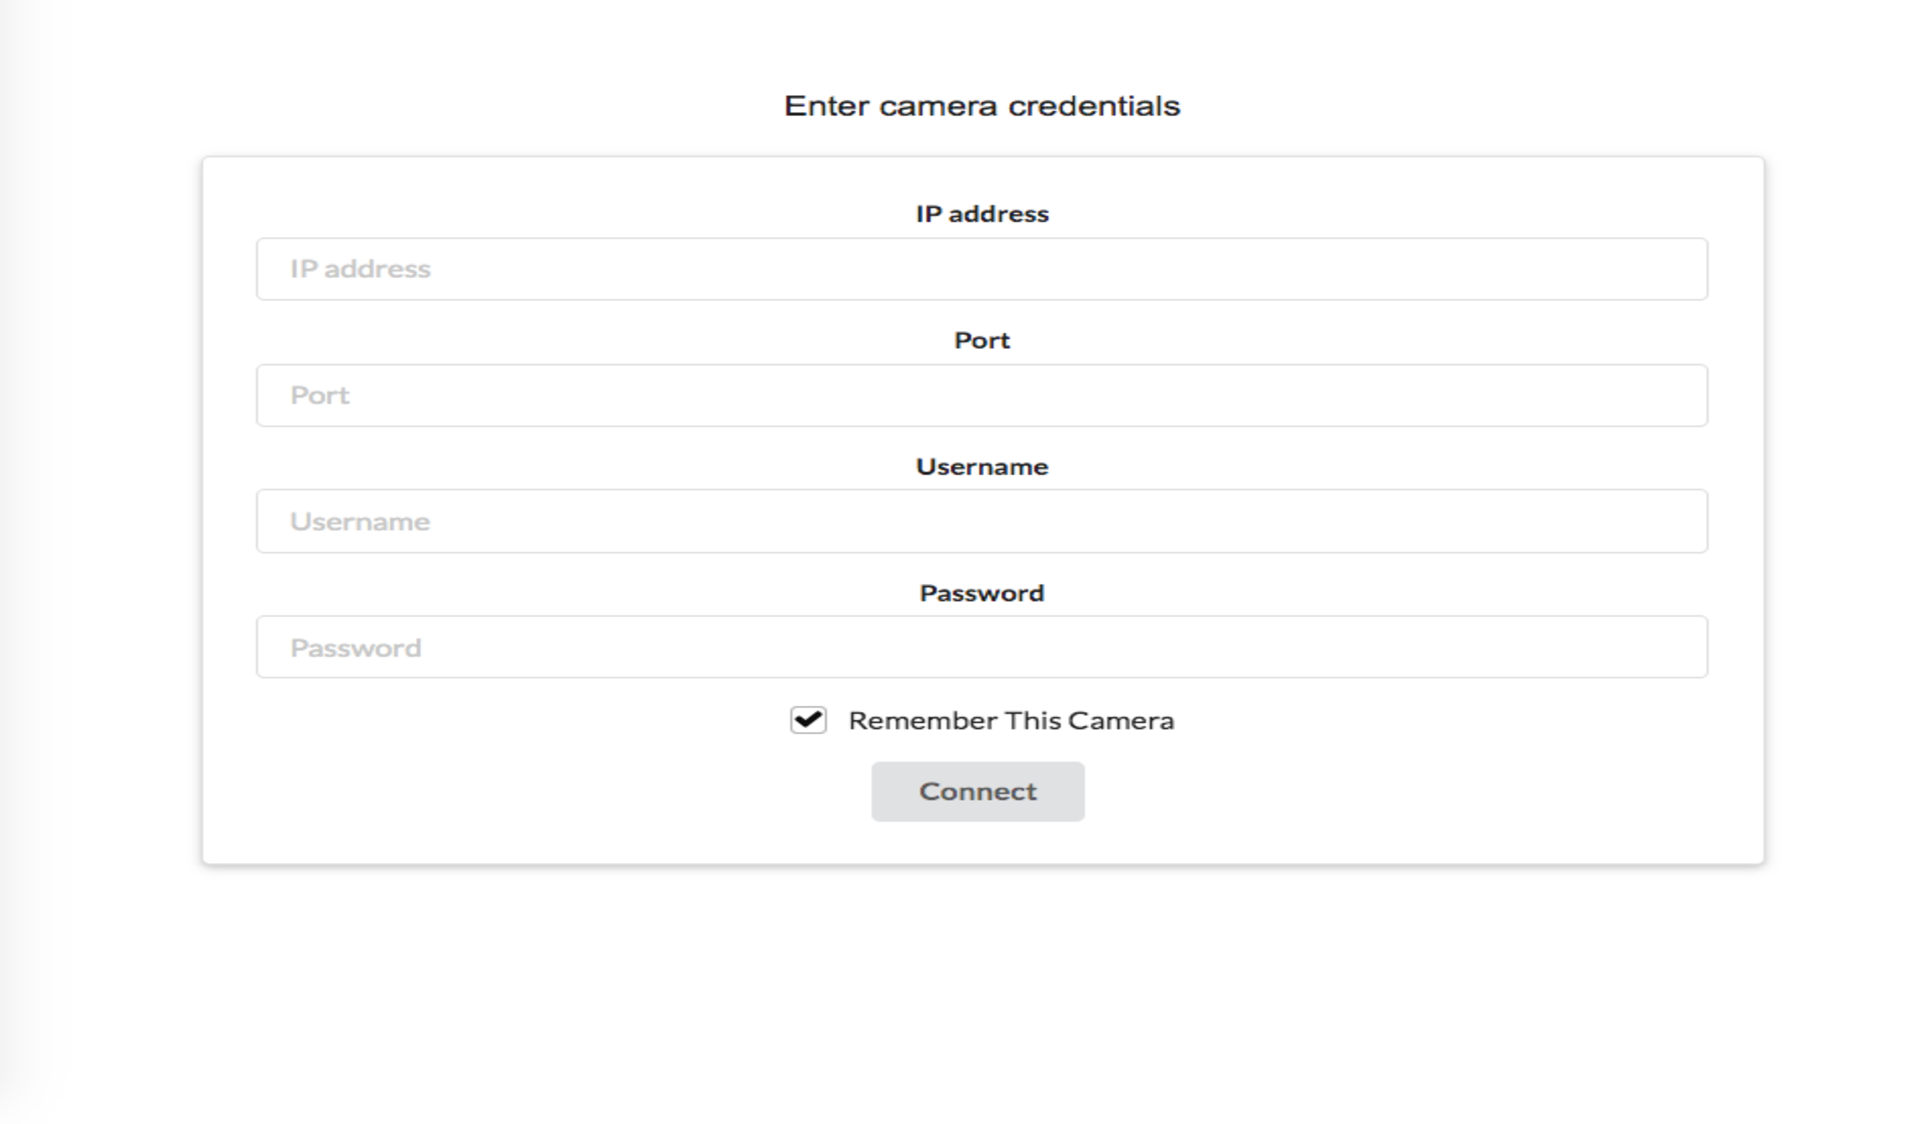 Enter camera credentials
IP address
IP address
Port
Port
Username
Username
Password
Password
Remember This Camera
Connect